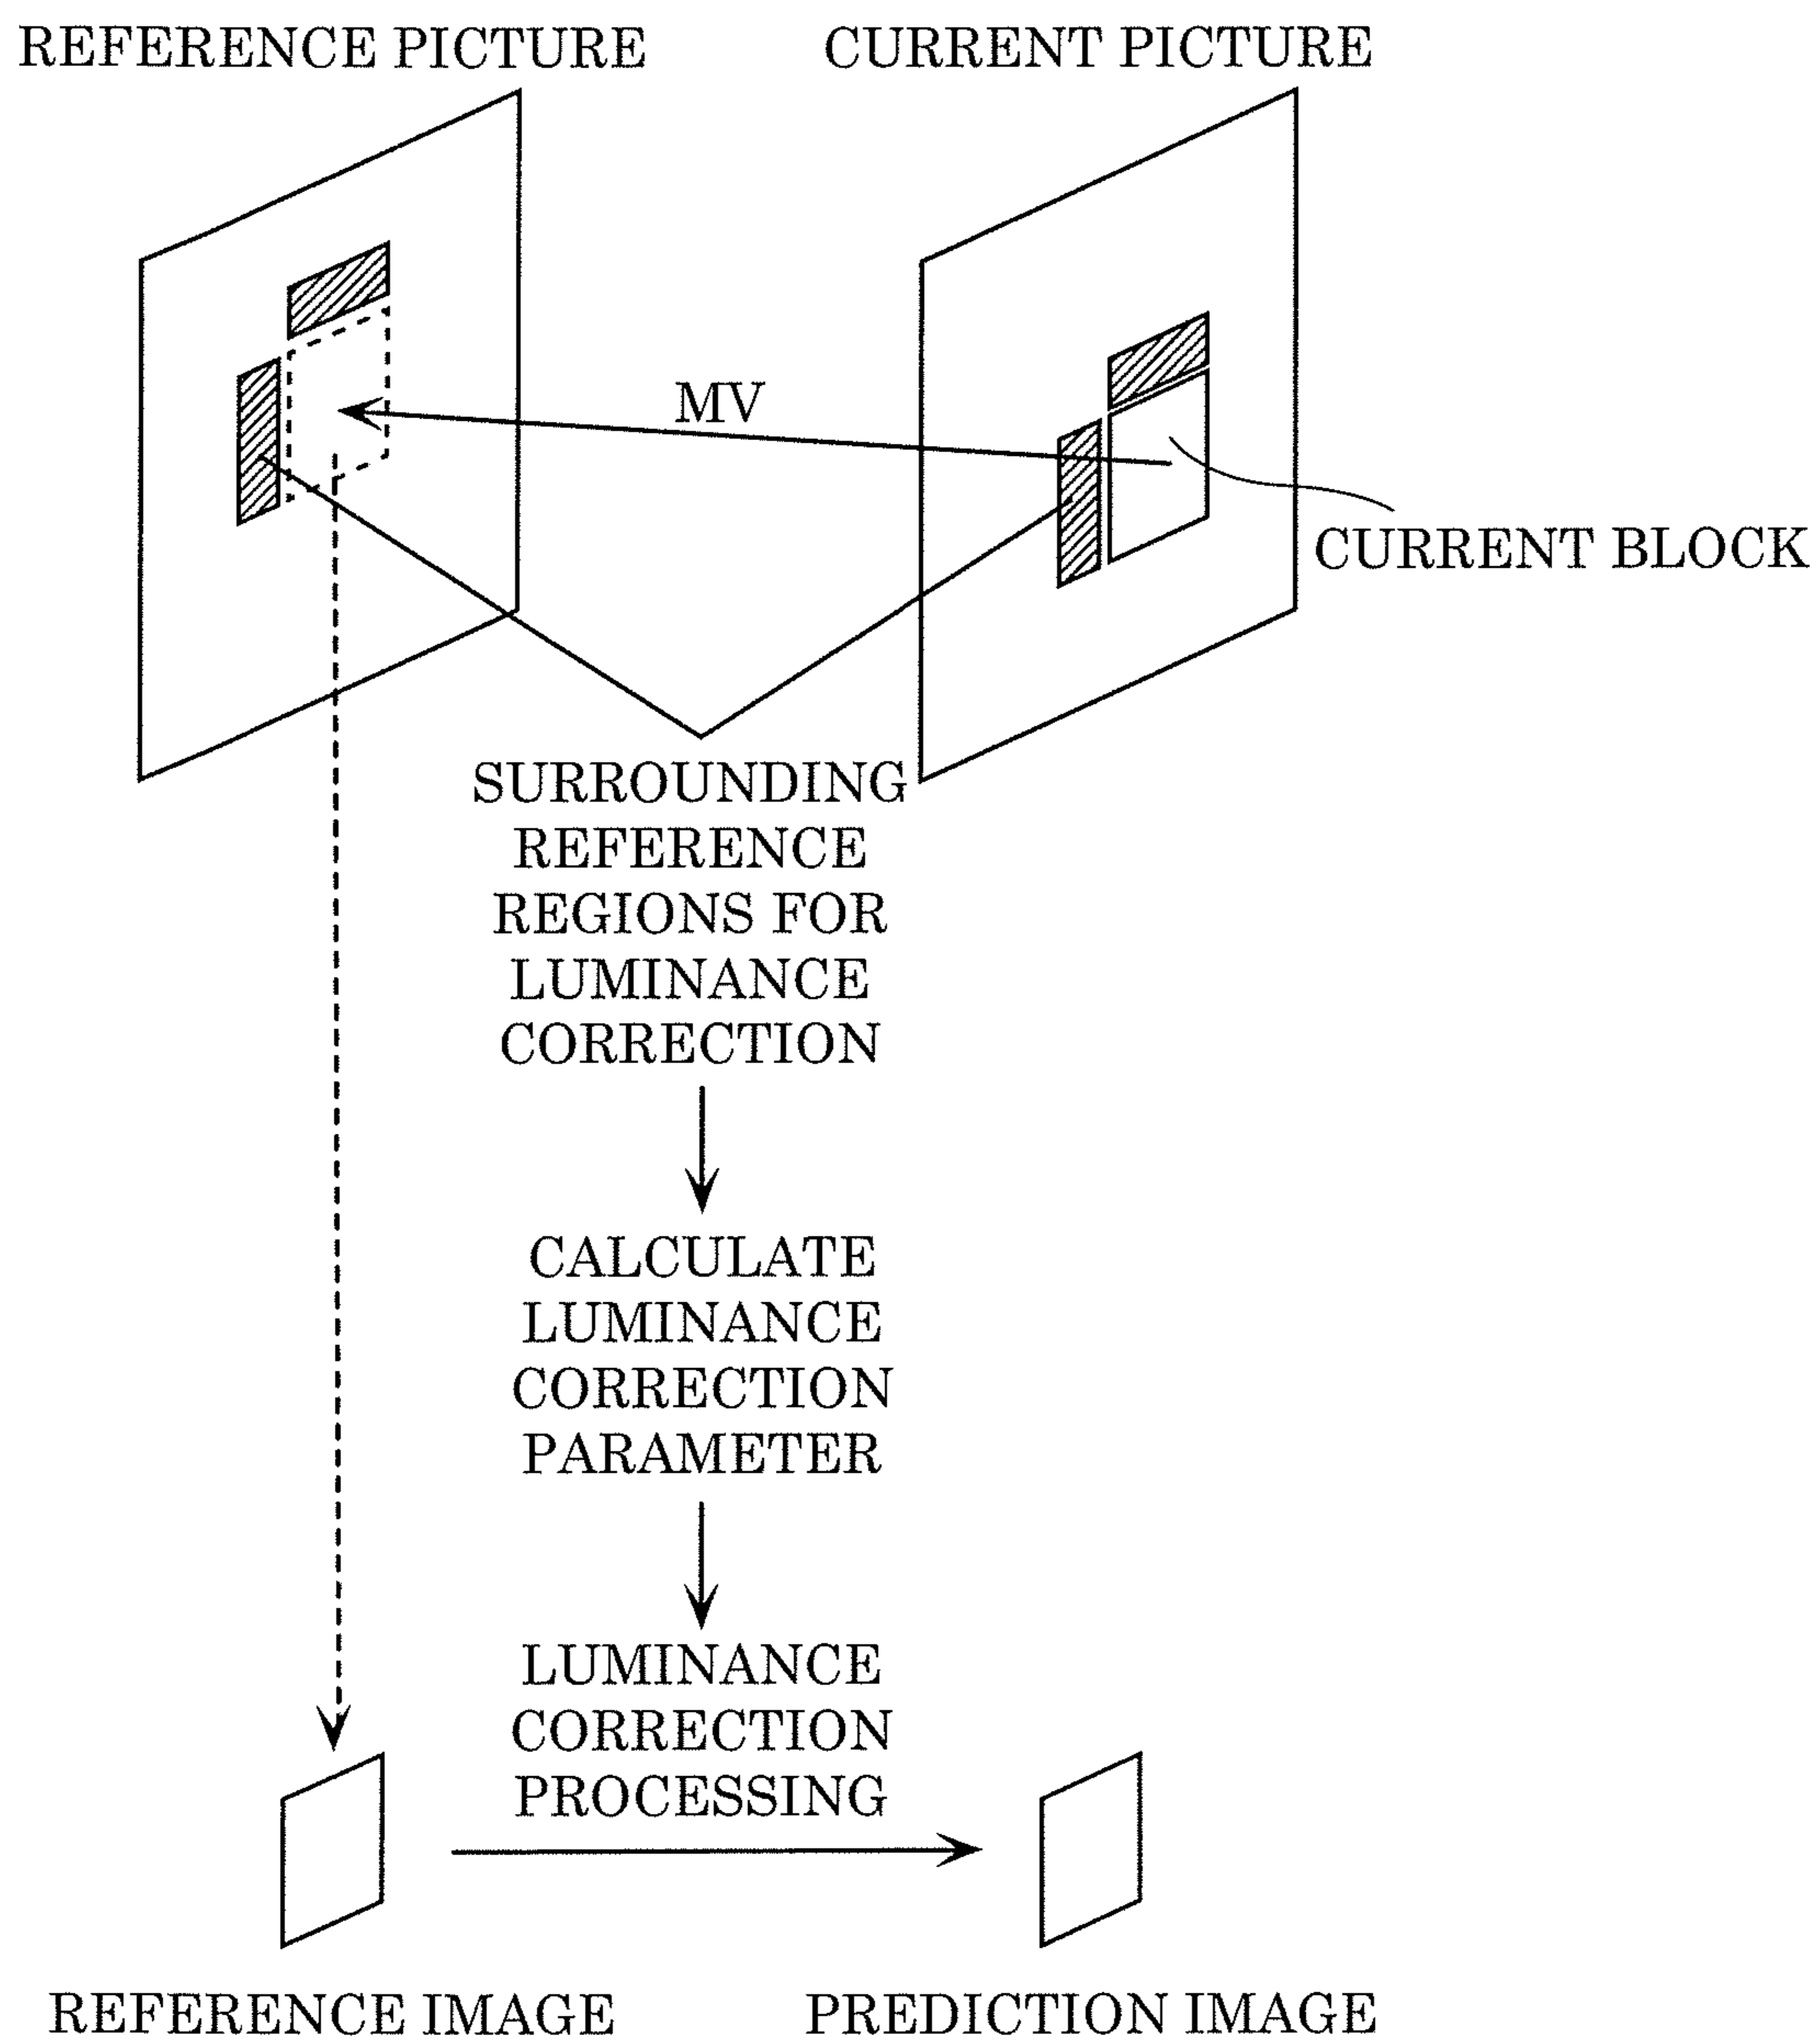 REFERENCE PICTURE
CURRENT PICTURE
MV
CURRENT BLOCK
SURROUNDING
REFERENCE
REGIONS FOR
LUMINANCE
CORRECTION
CALCULATE
LUMINANCE
CORRECTION
PARAMETER
LUMINANCE
CORRECTION
PROCESSING
REFERENCE IMAGE
PREDICTION IMAGE